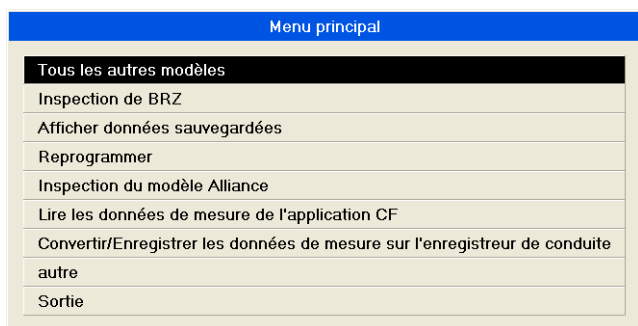 Menu principal
Tous les autres modèles
Inspection de BRZ
Afficher données sauvegardées
Reprogrammer
Inspection du modèle Alliance
Lire les données de mesure de l'application CF
Convertir/Enregistrer les données de mesure sur l'enregistreur de conduite
autre
Sortie